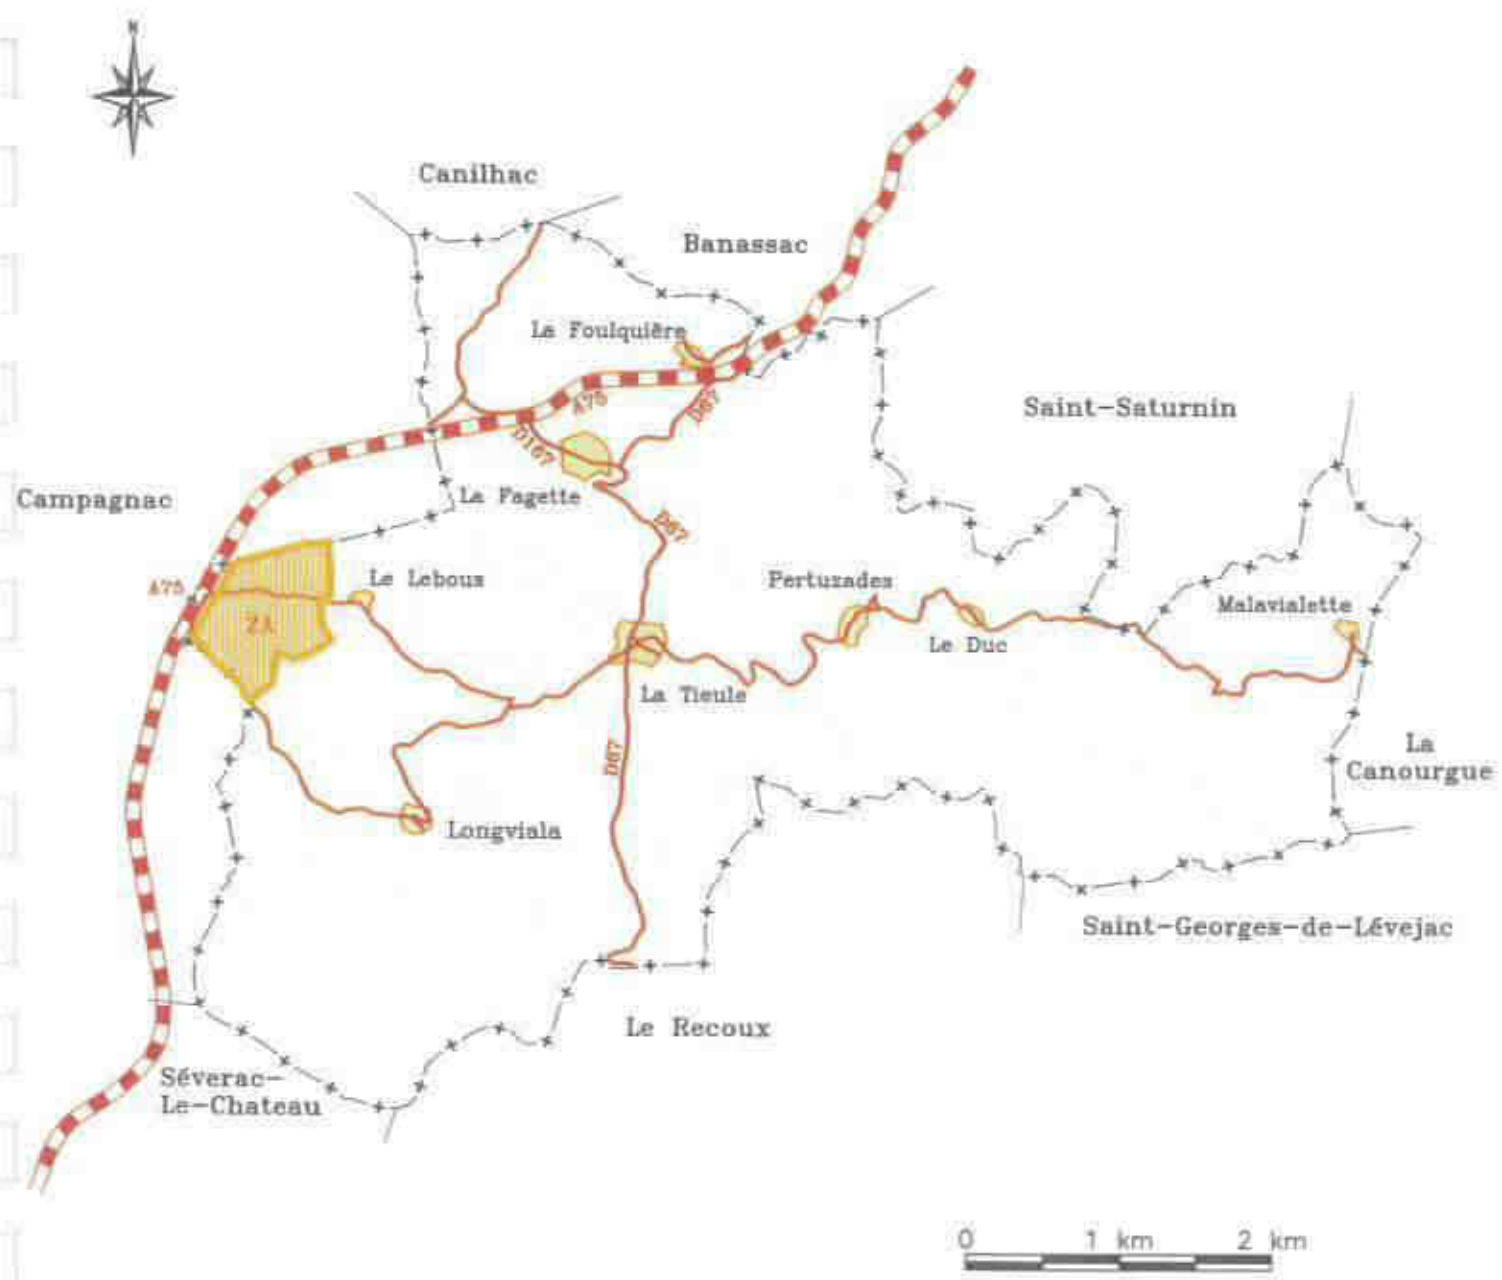 N
Canilhac
Banassac
La Foulquière
A75
D67
Saint-Saturnin
D167
Campagnac
La Fagette
D67
A75
Le Leboux
Pertuzades
Malavialette
ZA
Le Duc
La Tieule
D67
La
Canourgue
Longviala
Saint-Georges-de-Lévejac
Le Recoux
Séverac-
Le-Chateau
0 1 km 2 km